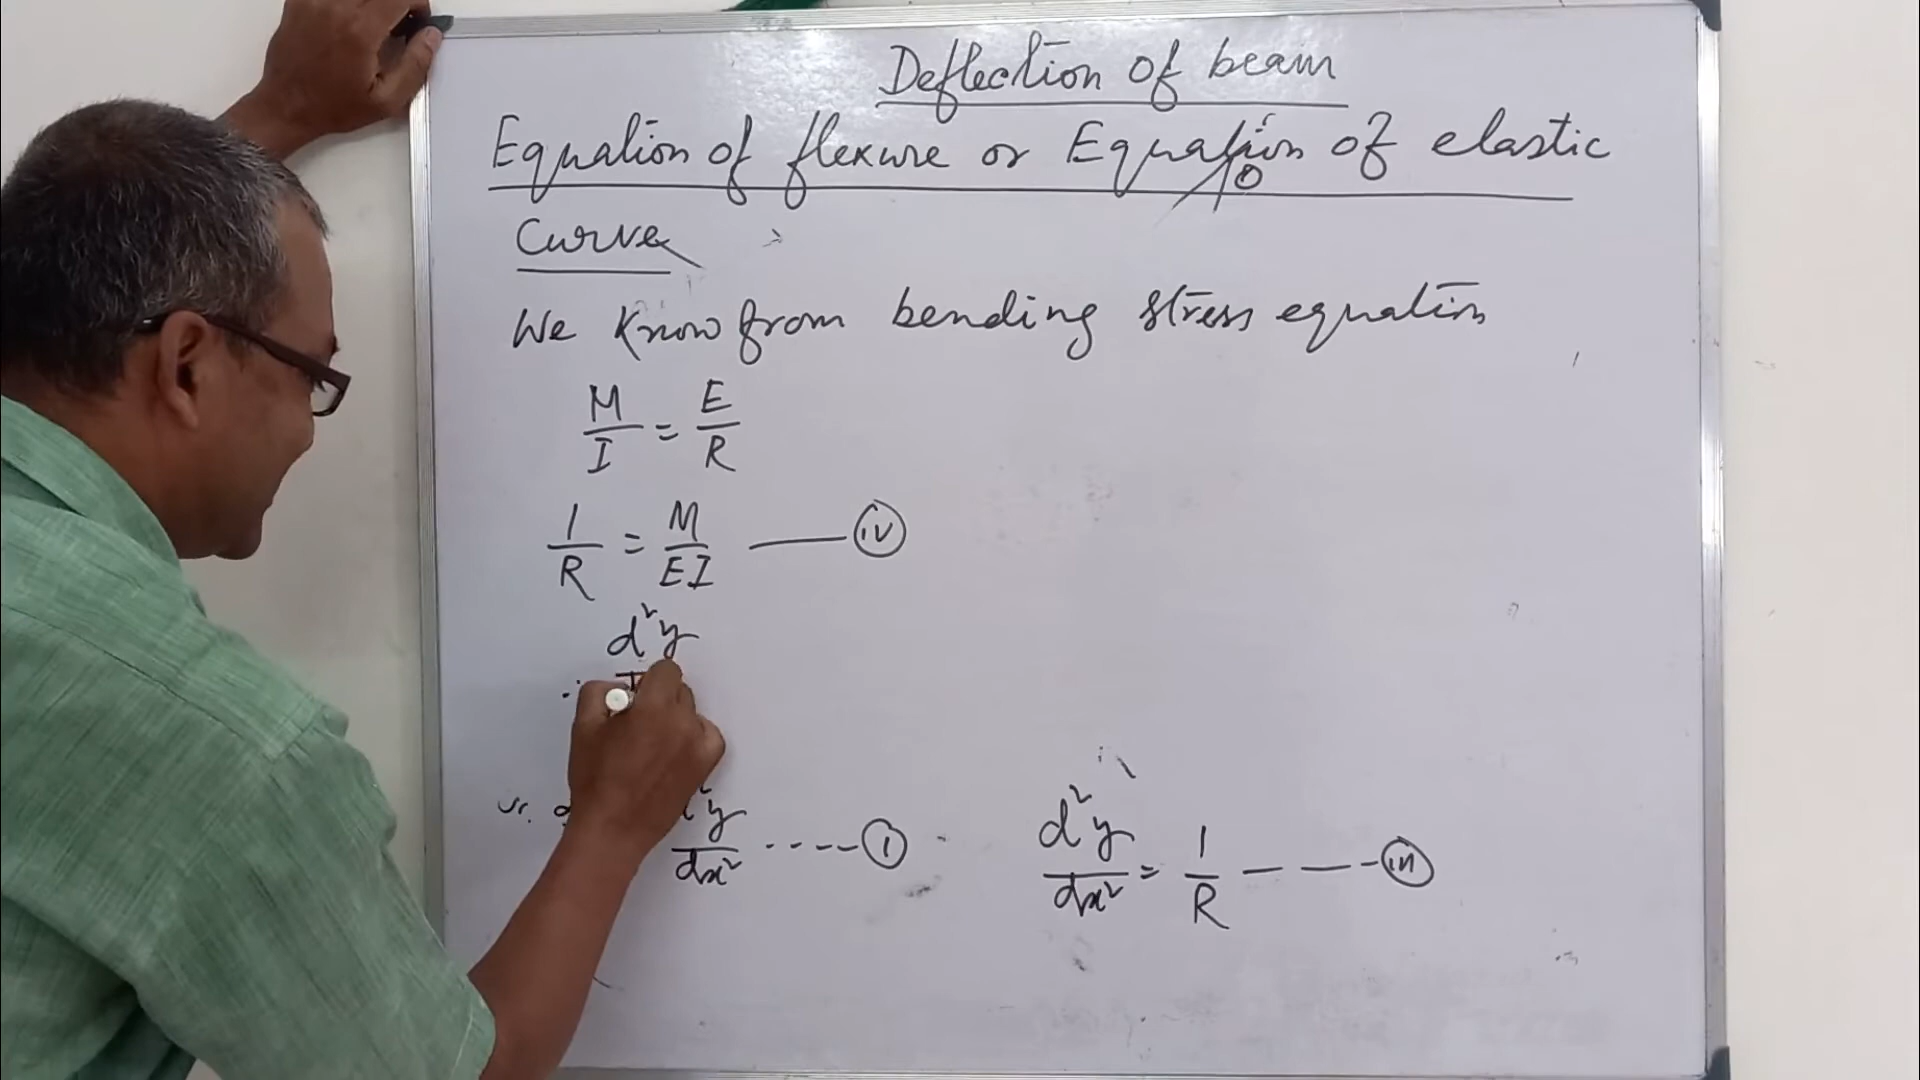 Deflection of beam
Equation of flexure or Equation of elastic
Curve
We know from bending stress equation
M/I = E/R
1/R = M/EI —— (iv)
∴ d²y
d²y/dx² ---- (i)
d²y/dx² = 1/R — — - (iii)